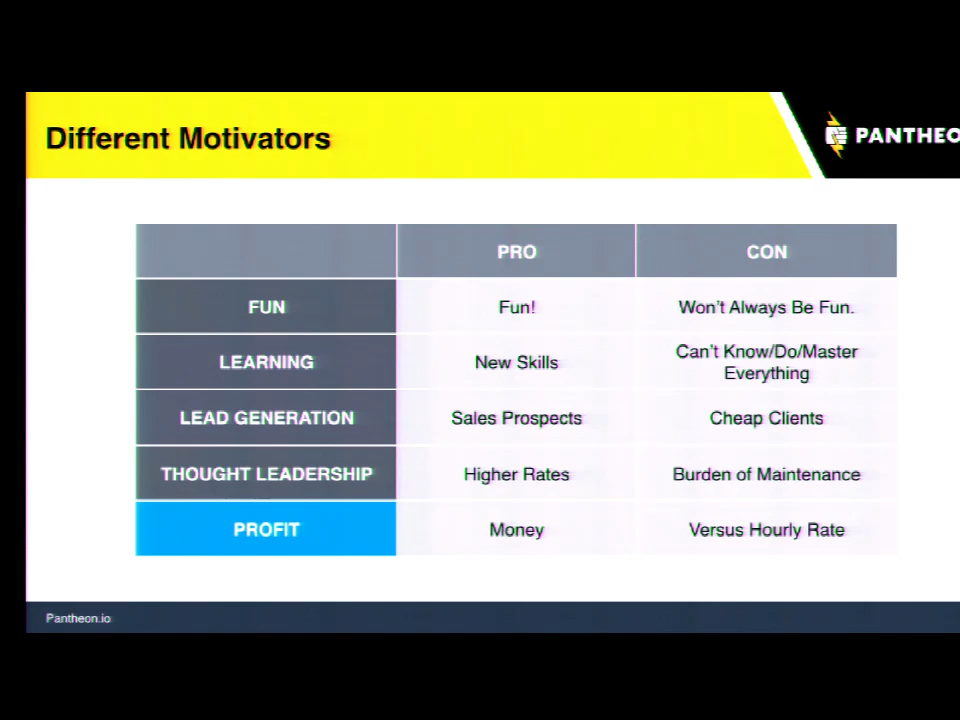 Different Motivators
PANTHEO
PRO CON
FUN Fun! Won't Always Be Fun.
LEARNING New Skills Can't Know/Do/Master
Everything
LEAD GENERATION Sales Prospects Cheap Clients
THOUGHT LEADERSHIP Higher Rates Burden of Maintenance
PROFIT Money Versus Hourly Rate
Pantheon.io